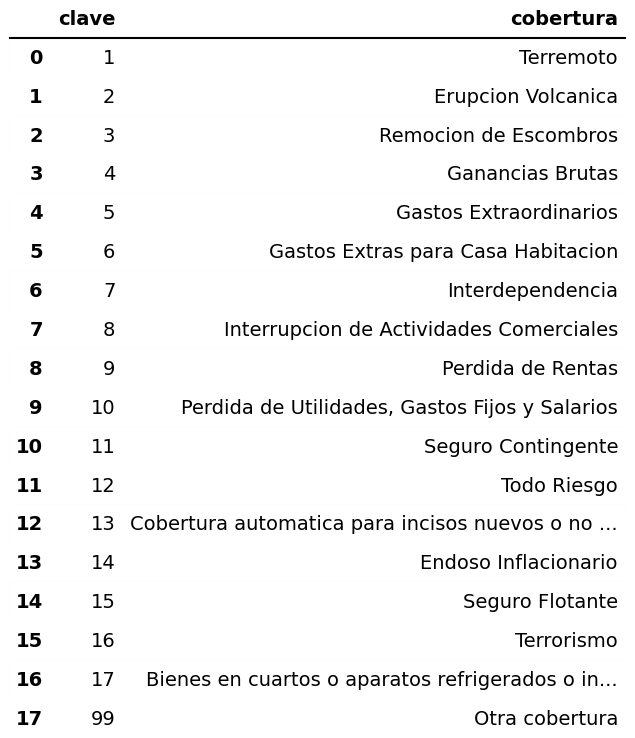 clave cobertura
0 1 Terremoto
1 2 Erupcion Volcanica
2 3 Remocion de Escombros
3 4 Ganancias Brutas
4 5 Gastos Extraordinarios
5 6 Gastos Extras para Casa Habitacion
6 7 Interdependencia
7 8 Interrupcion de Actividades Comerciales
8 9 Perdida de Rentas
9 10 Perdida de Utilidades, Gastos Fijos y Salarios
10 11 Seguro Contingente
11 12 Todo Riesgo
12 13 Cobertura automatica para incisos nuevos o no ...
13 14 Endoso Inflacionario
14 15 Seguro Flotante
15 16 Terrorismo
16 17 Bienes en cuartos o aparatos refrigerados o in...
17 99 Otra cobertura